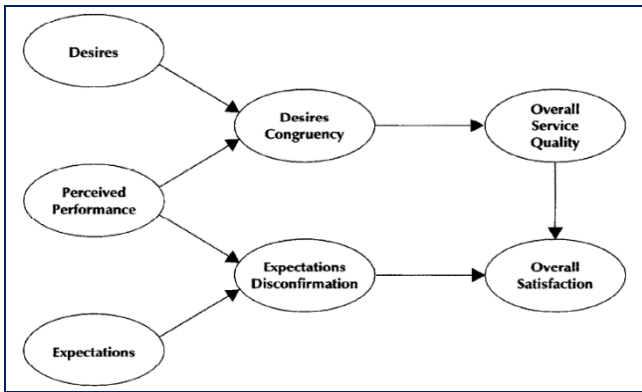 Desires
Desires
Congruency
Overall
Service
Quality
Perceived
Performance
Expectations
Disconfirmation
Overall
Satisfaction
Expectations